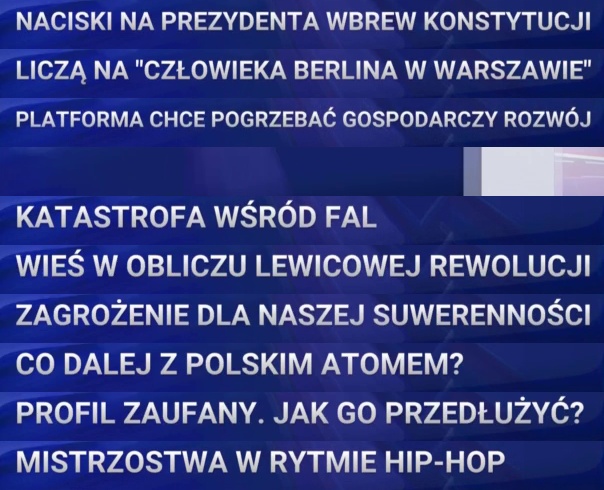 NACISKI NA PREZYDENTA WBREW KONSTYTUCJI
LICZĄ NA "CZŁOWIEKA BERLINA W WARSZAWIE"
PLATFORMA CHCE POGRZEBAĆ GOSPODARCZY ROZWÓJ
KATASTROFA WŚRÓD FAL
WIEŚ W OBLICZU LEWICOWEJ REWOLUCJI
ZAGROŻENIE DLA NASZEJ SUWERENNOŚCI
CO DALEJ Z POLSKIM ATOMEM?
PROFIL ZAUFANY. JAK GO PRZEDŁUŻYĆ?
MISTRZOSTWA W RYTMIE HIP-HOP